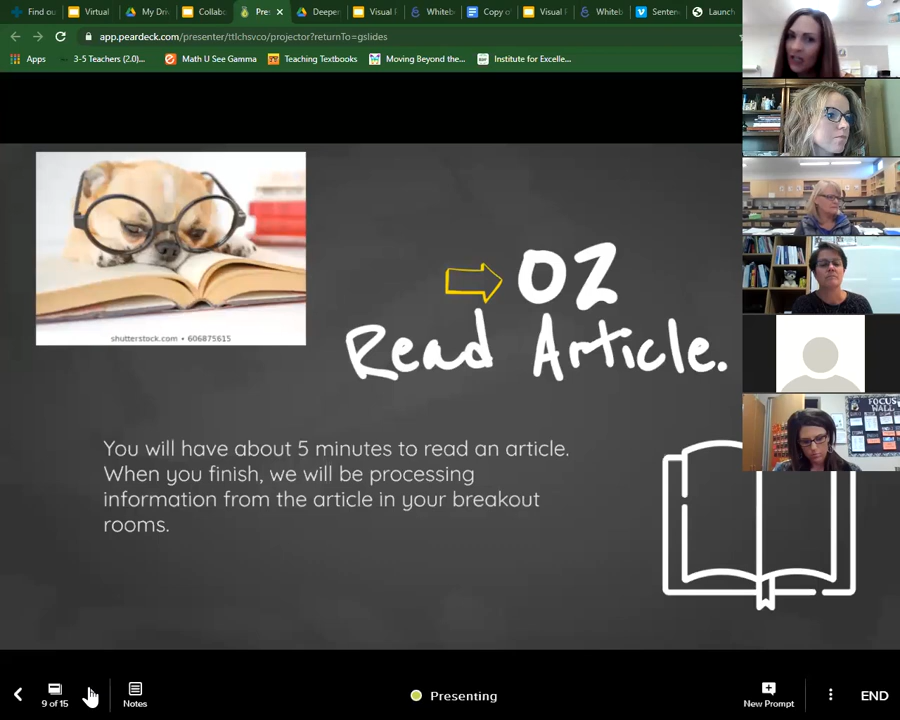 Find ou
Virtual
My Driv
Collabo
Pea
Deeper
Visual F
Whiteb
Copy of
Visual F
Whiteb
Senten
Launch
app.peardeck.com/presenter/ttlchsvco/projector?returnTo=gslides
Apps
3-5 Teachers (2.0)...
Math U See Gamma
Teaching Textbooks
Moving Beyond the...
Institute for Excelle...
shutterstock.com • 606875615
02
Read Article.
You will have about 5 minutes to read an article.
When you finish, we will be processing
information from the article in your breakout
rooms.
FOCUS
WALL
9 of 15
Notes
Presenting
New Prompt
END